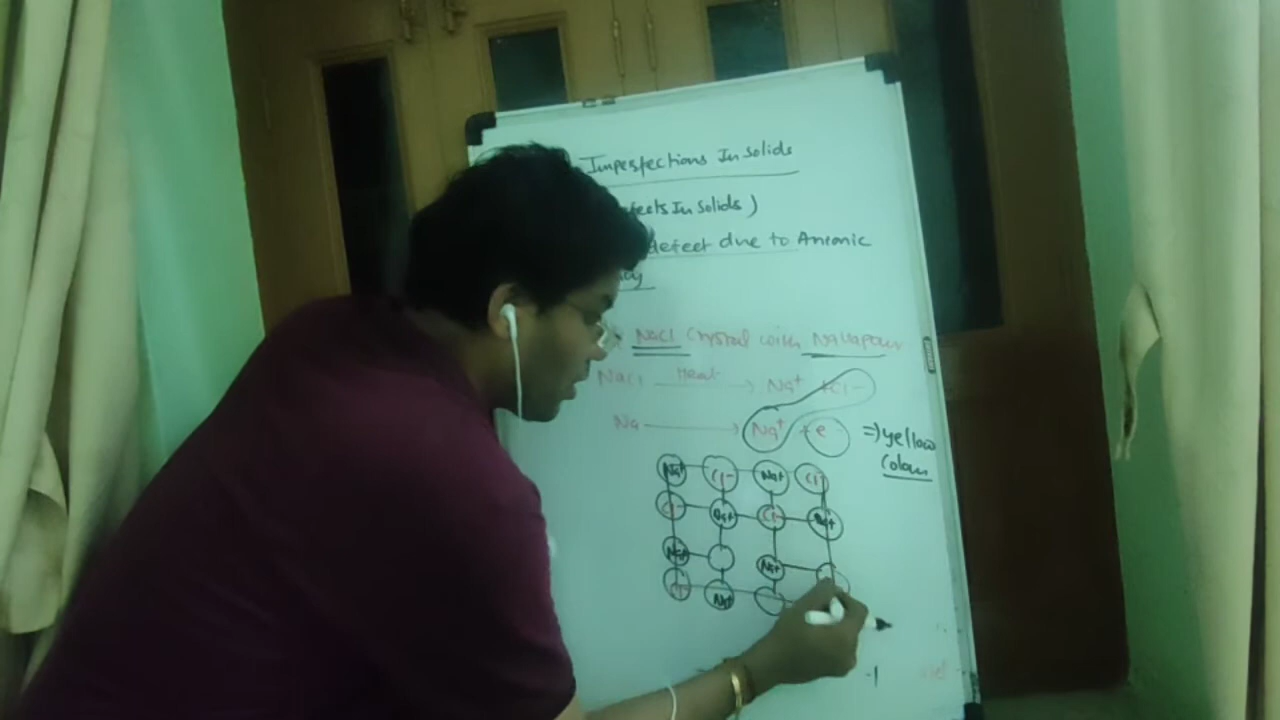 Imperfections In Solids
In Solids )
defect due to Anionic
NaCl Crystal with Na Vapour
NaCl Heat Na+ + Cl-
Na Na+ + e- ⇒ yellow
Colour
Na+ Cl- Na+ Cl-
Cl- Na+ Cl- Na+
Na+ Na+
Na+